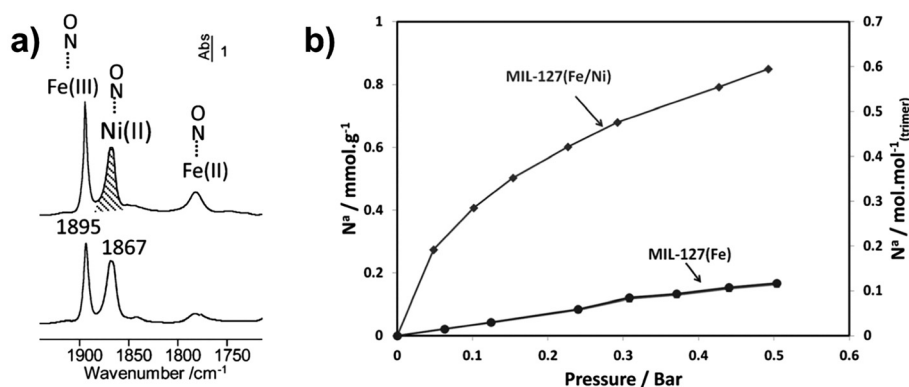 a)
O
N
Fe(III)
O
N
Ni(II)
O
N
Fe(II)
Abs
1
1895
1867
1900 1850 1800 1750
Wavenumber /cm⁻¹
b)
Nᵃ / mmol.g⁻¹
1
0.8
0.6
0.4
0.2
0
MIL-127(Fe/Ni)
MIL-127(Fe)
0.7
0.6
0.5
0.4
0.3
0.2
0.1
0
Nᵃ / mol.mol⁻¹(trimer)
0 0.1 0.2 0.3 0.4 0.5 0.6
Pressure / Bar